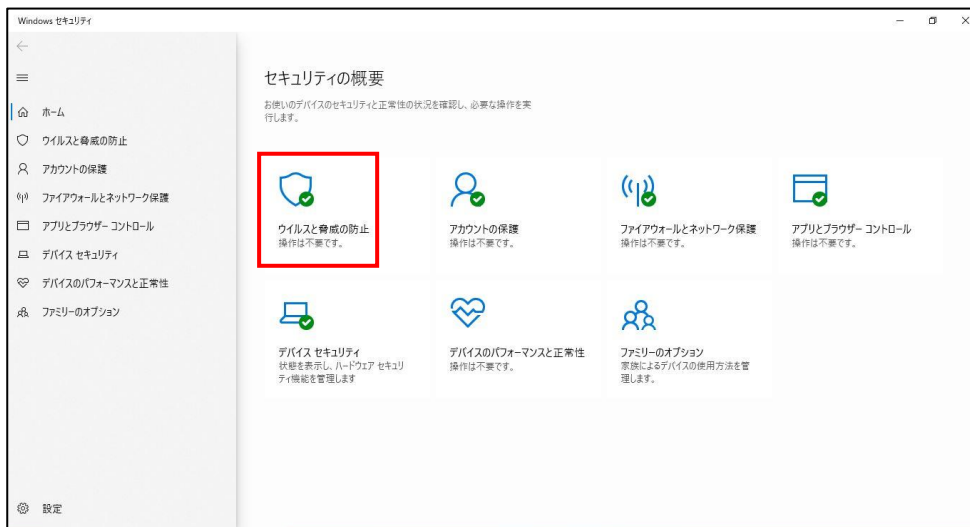 Windows セキュリティ
ホーム
ウイルスと脅威の防止
アカウントの保護
ファイアウォールとネットワーク保護
アプリとブラウザー コントロール
デバイス セキュリティ
デバイスのパフォーマンスと正常性
ファミリーのオプション
設定
セキュリティの概要
お使いのデバイスのセキュリティと正常性の状況を確認し、必要な操作を実
行します。
ウイルスと脅威の防止
操作は不要です。
アカウントの保護
操作は不要です。
ファイアウォールとネットワーク保護
操作は不要です。
アプリとブラウザー コントロール
操作は不要です。
デバイス セキュリティ
状態を表示し、ハードウェア セキュリ
ティ機能を管理します
デバイスのパフォーマンスと正常性
操作は不要です。
ファミリーのオプション
家族によるデバイスの使用方法を管
理します。